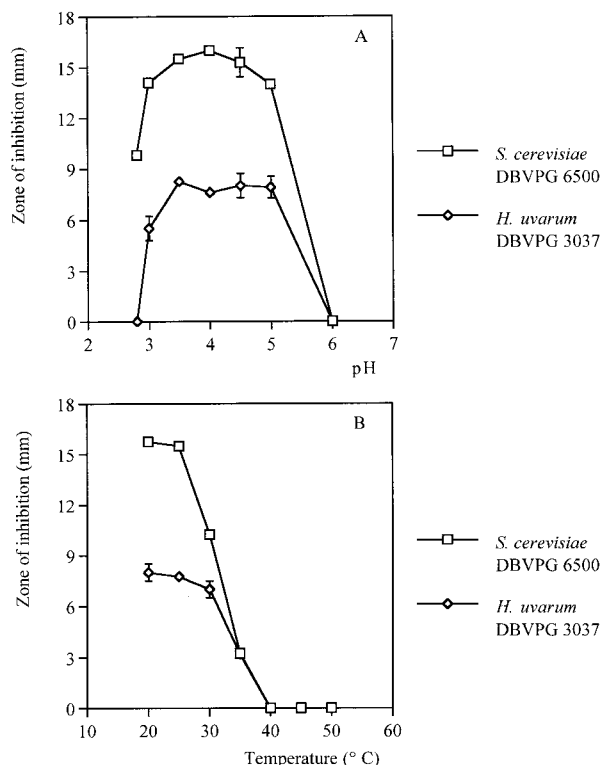 A
Zone of inhibition (mm)
18
15
12
9
6
3
0
2 3 4 5 6 7
pH
S. cerevisiae
DBVPG 6500
H. uvarum
DBVPG 3037
B
Zone of inhibition (mm)
18
15
12
9
6
3
0
10 20 30 40 50 60
Temperature (° C)
S. cerevisiae
DBVPG 6500
H. uvarum
DBVPG 3037